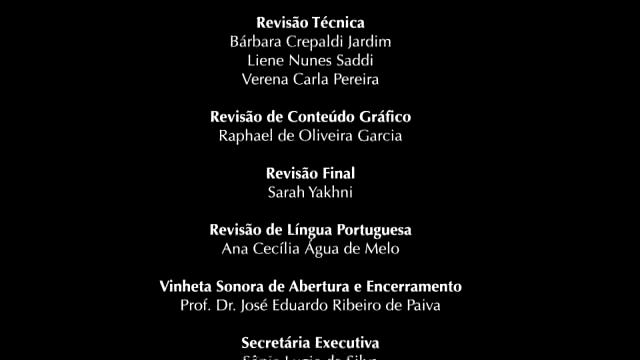 Revisão Técnica
Bárbara Crepaldi Jardim
Liene Nunes Saddi
Verena Carla Pereira
Revisão de Conteúdo Gráfico
Raphael de Oliveira Garcia
Revisão Final
Sarah Yakhni
Revisão de Língua Portuguesa
Ana Cecília Água de Melo
Vinheta Sonora de Abertura e Encerramento
Prof. Dr. José Eduardo Ribeiro de Paiva
Secretária Executiva